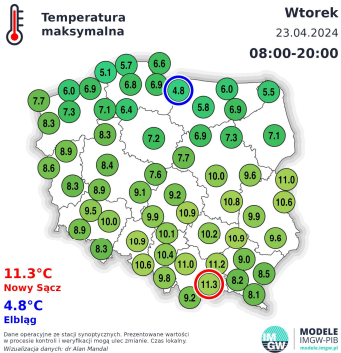 Temperatura
maksymalna
Wtorek
23.04.2024
08:00-20:00
5.1 5.7 6.6
6.0 6.9 6.8 6.9 4.8 6.0 5.5
7.7 7.3 7.1 6.4 5.8 6.9
8.3 8.3 7.2 6.9 7.3 7.1
8.9 7.7
8.6 8.4 7.6 10.0 9.6 11.0
8.3 8.9 9.1 9.2 10.8 10.6
9.5 10.0 9.9 10.9 9.9
8.9 10.1 10.2 10.9 9.6
8.3 10.9 10.4
10.6 11.0 11.2 9.0
9.8 11.3 8.2 8.5
9.2 8.1
11.3°C
Nowy Sącz
4.8°C
Elbląg
Dane operacyjne ze stacji synoptycznych. Prezentowane wartości
w procesie kontroli i weryfikacji mogą ulec zmianie. Czas lokalny.
Wizualizacja danych: dr Alan Mandal
IMGW
MODELE
IMGW-PIB
modele.imgw.pl